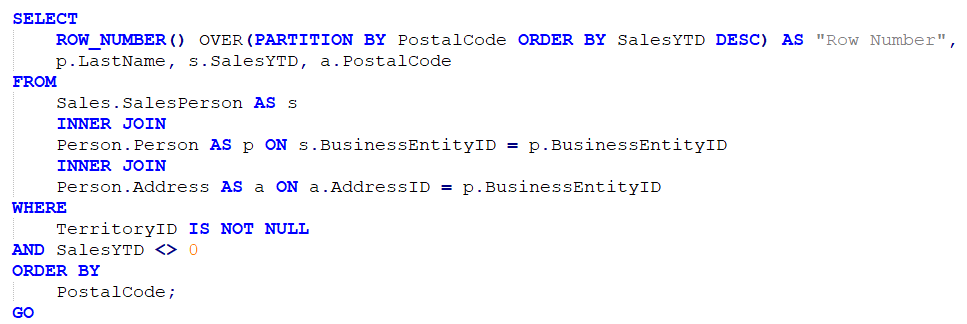 SELECT
    ROW_NUMBER() OVER(PARTITION BY PostalCode ORDER BY SalesYTD DESC) AS "Row Number",
    p.LastName, s.SalesYTD, a.PostalCode
FROM
    Sales.SalesPerson AS s
    INNER JOIN
    Person.Person AS p ON s.BusinessEntityID = p.BusinessEntityID
    INNER JOIN
    Person.Address AS a ON a.AddressID = p.BusinessEntityID
WHERE
    TerritoryID IS NOT NULL
AND SalesYTD <> 0
ORDER BY
    PostalCode;
GO